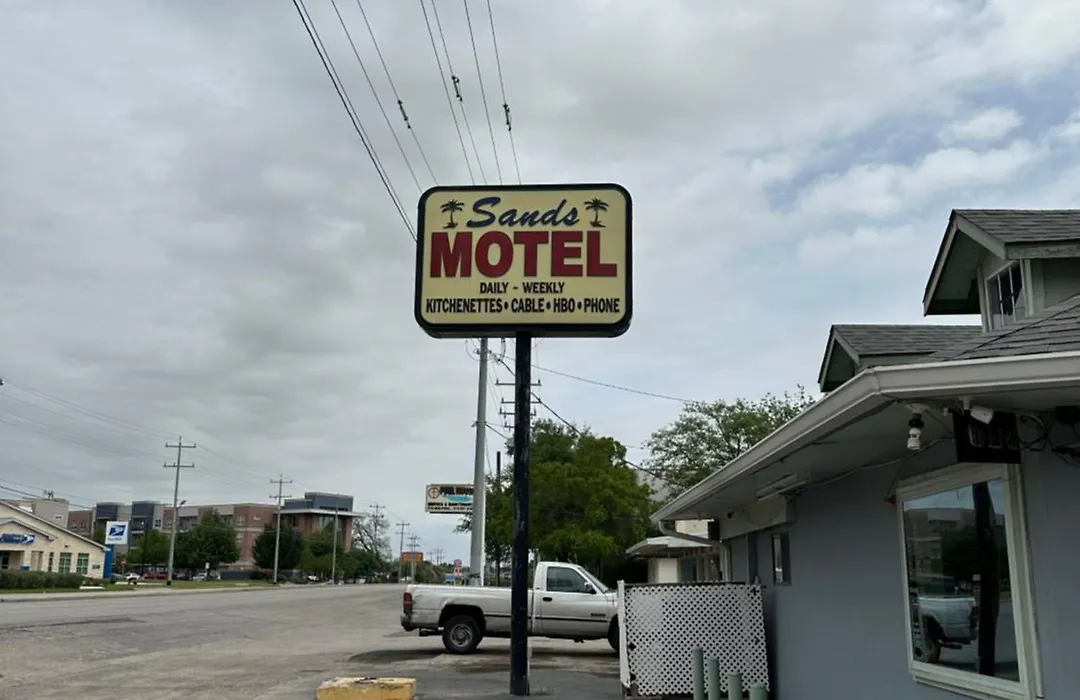 Sands
MOTEL
DAILY - WEEKLY
KITCHENETTES • CABLE • HBO • PHONE